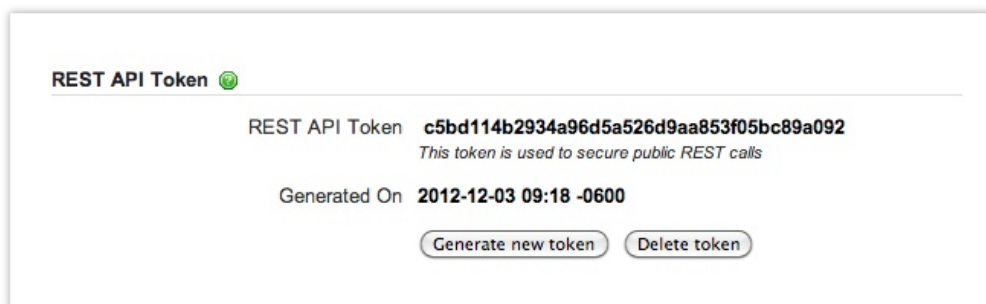 REST API Token
REST API Token c5bd114b2934a96d5a526d9aa853f05bc89a092
This token is used to secure public REST calls
Generated On 2012-12-03 09:18 -0600
Generate new token Delete token